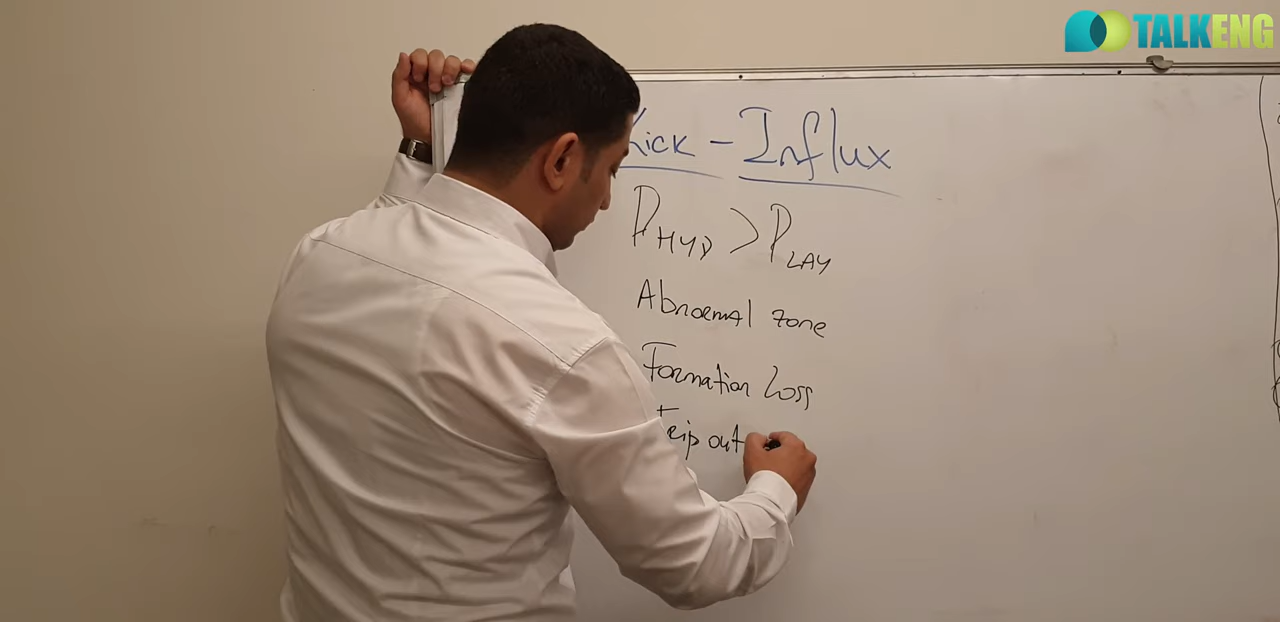 TALKENG
Kick - Influx
PHYD > PLAY
Abnormal zone
Formation Loss
Trip out